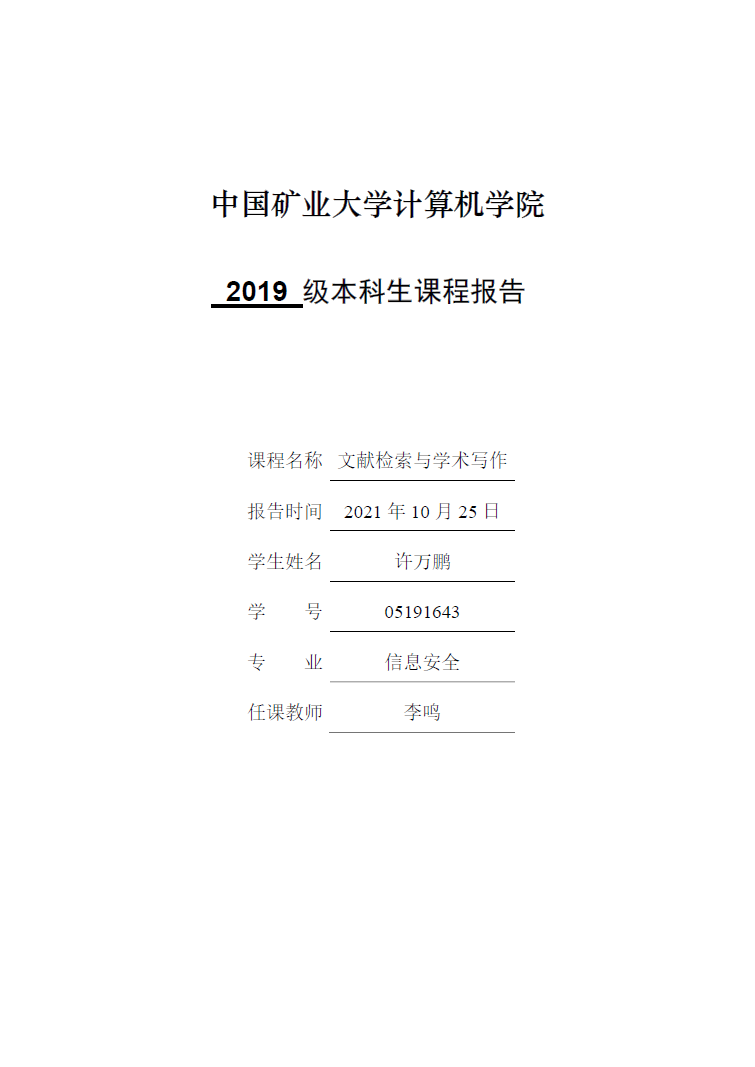 中国矿业大学计算机学院
2019 级本科生课程报告
课程名称 文献检索与学术写作
报告时间 2021 年 10 月 25 日
学生姓名 许万鹏
学 号 05191643
专 业 信息安全
任课教师 李鸣